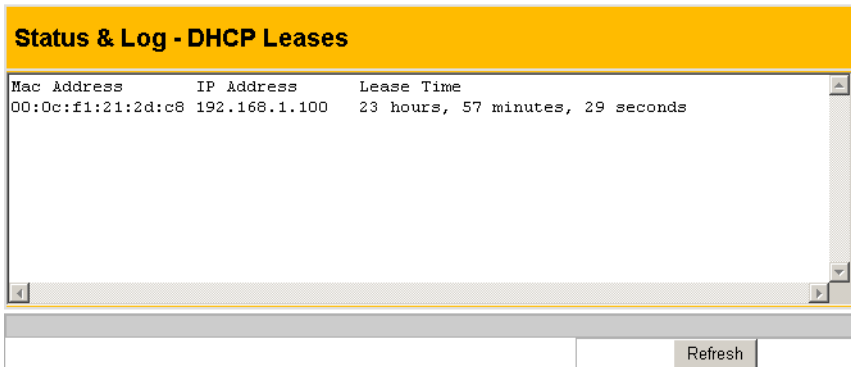 Status & Log - DHCP Leases
Mac Address IP Address Lease Time
00:0c:f1:21:2d:c8 192.168.1.100 23 hours, 57 minutes, 29 seconds
Refresh